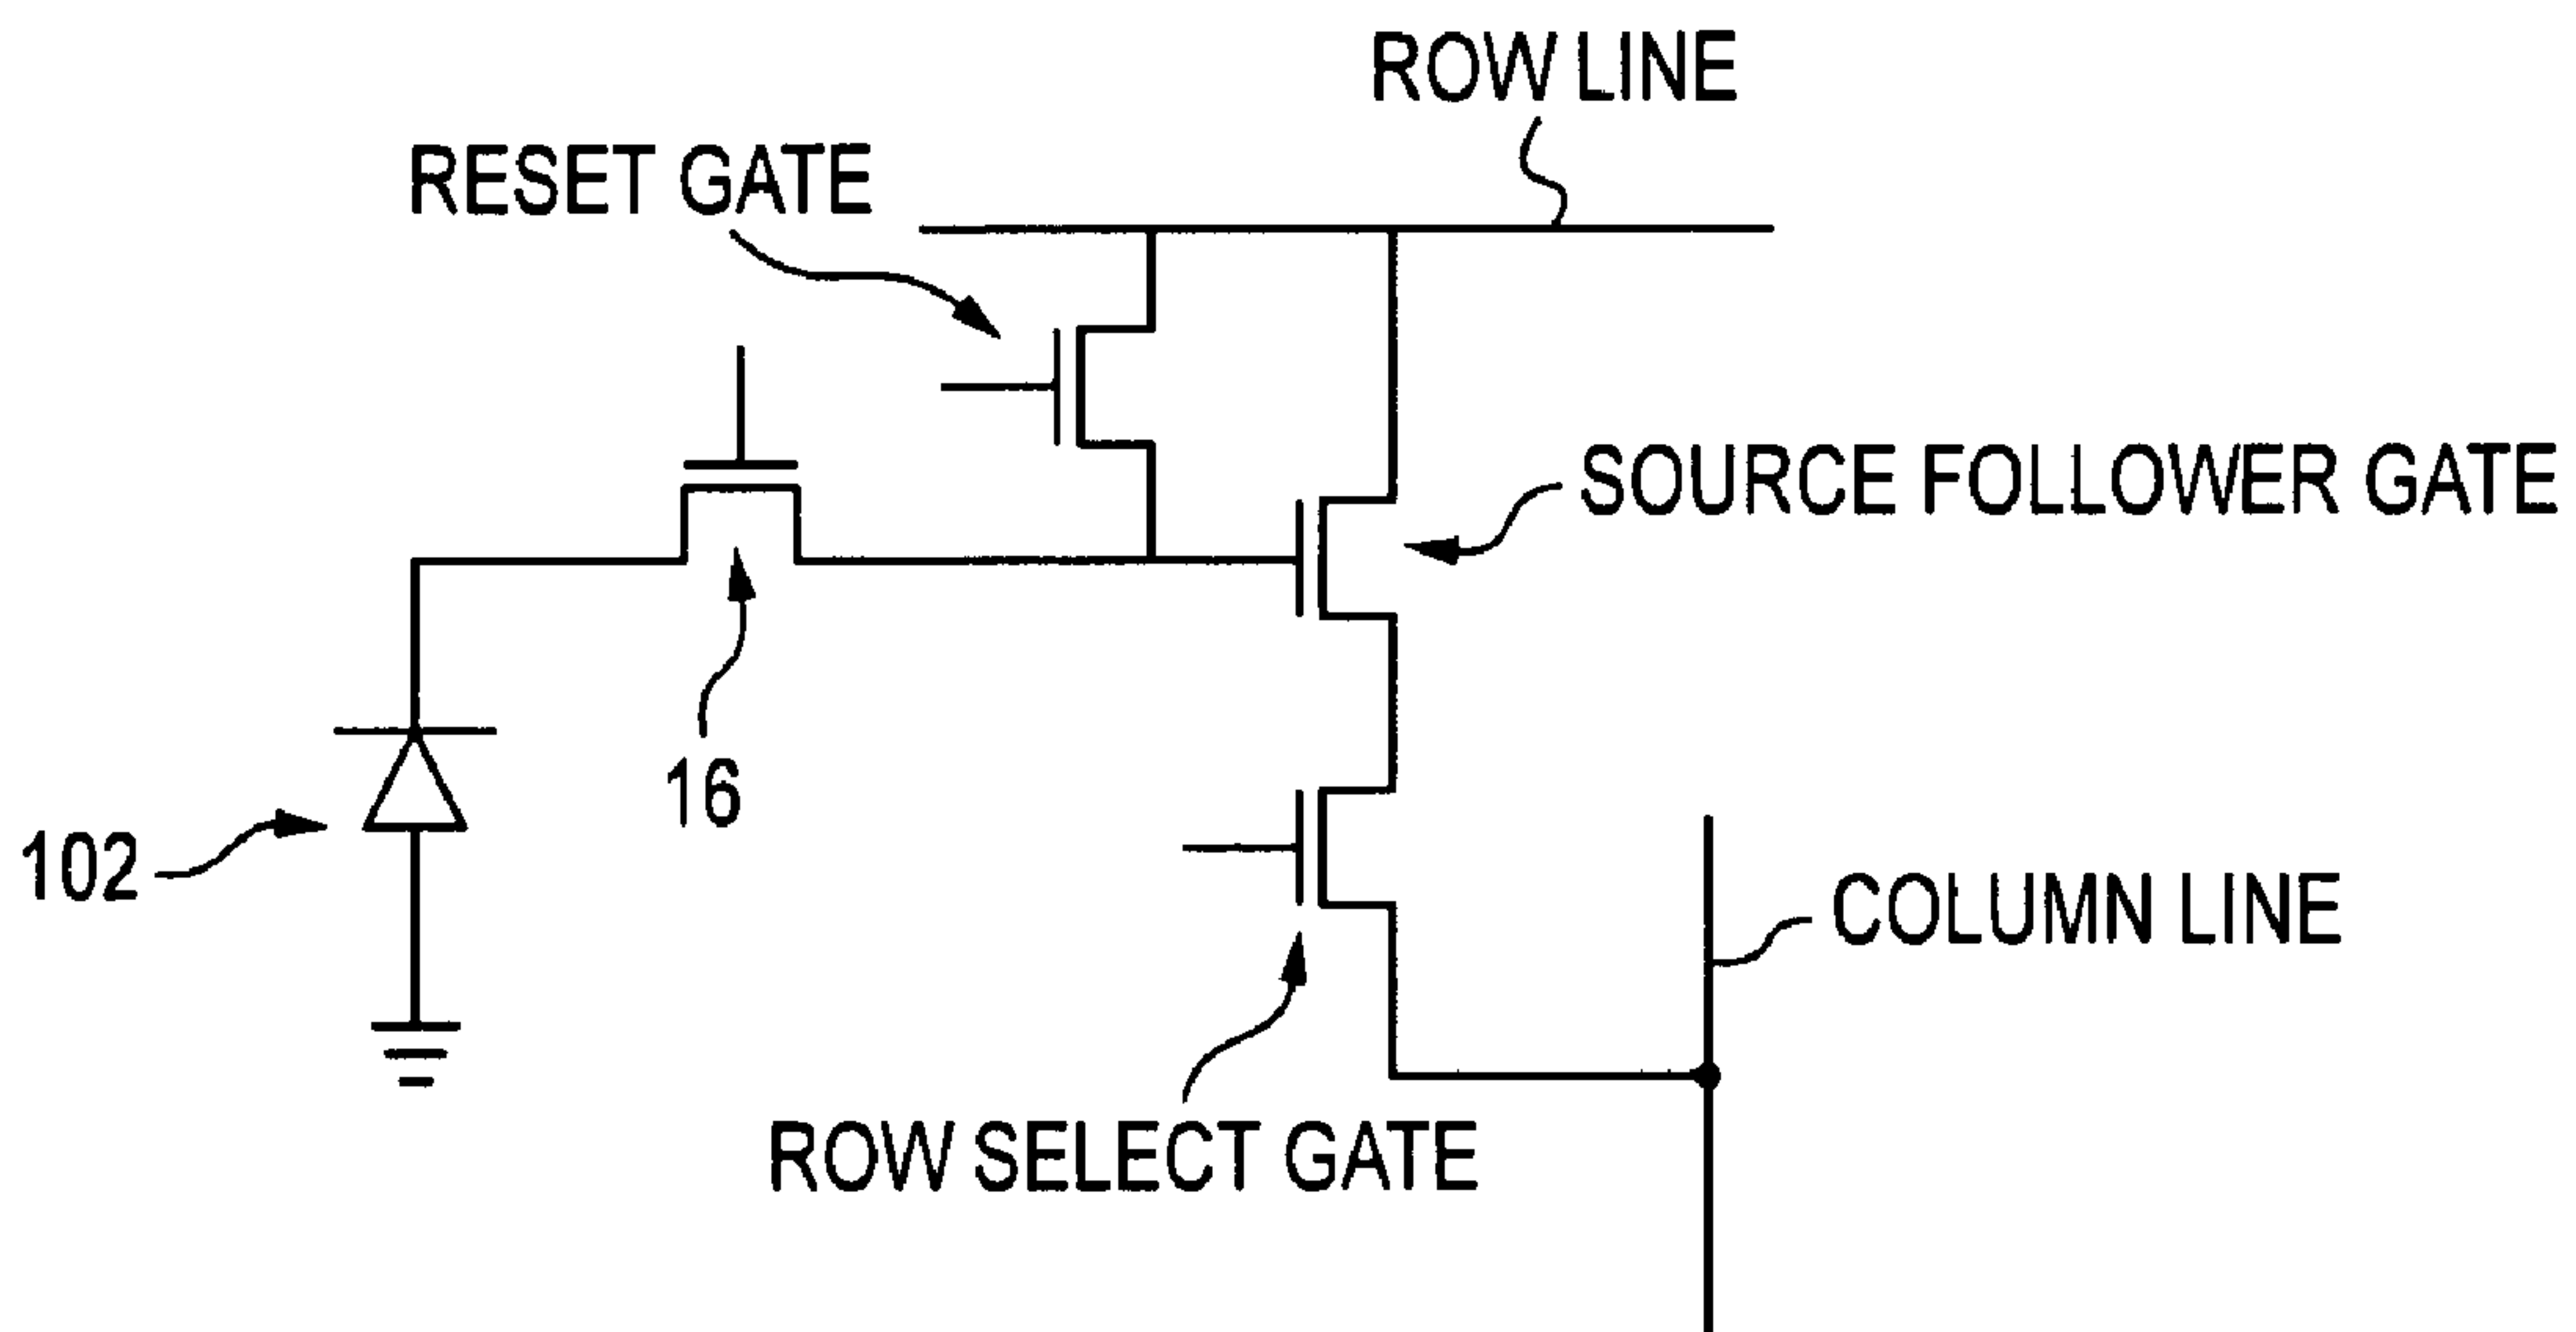 ROW LINE
RESET GATE
SOURCE FOLLOWER GATE
16
102
COLUMN LINE
ROW SELECT GATE